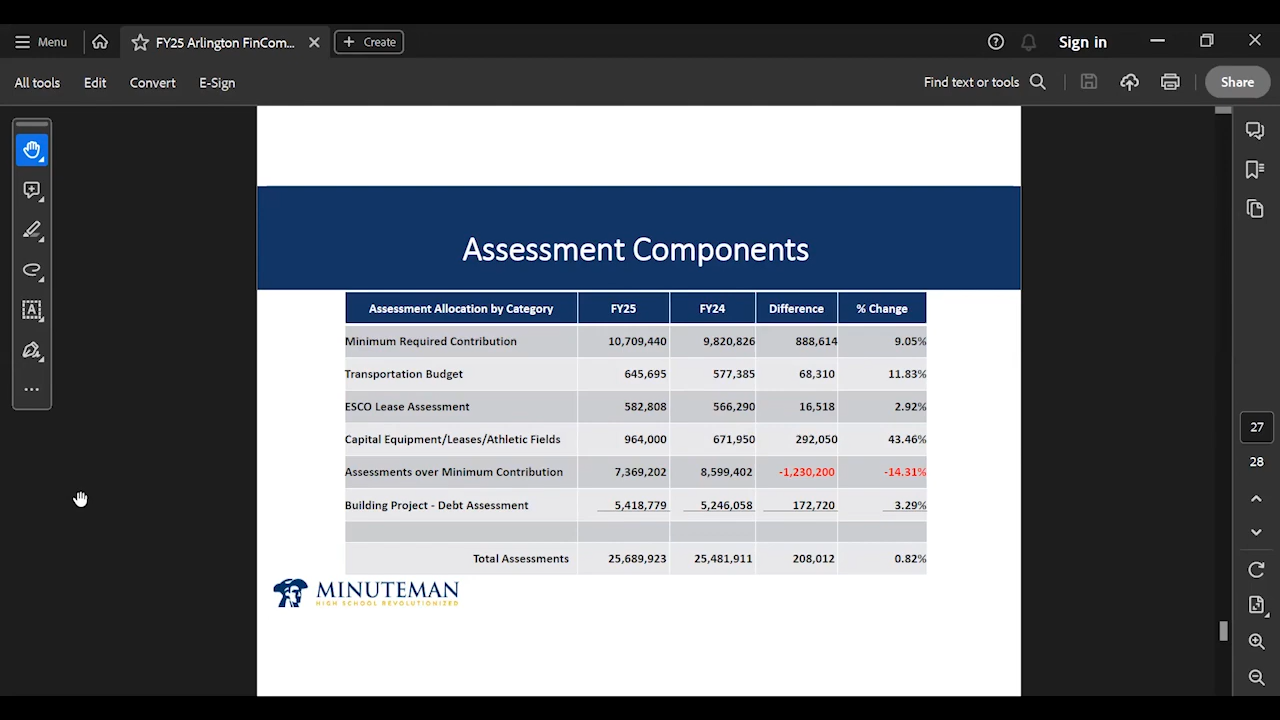 Menu
FY25 Arlington FinCom...
Create
Sign in
All tools
Edit
Convert
E-Sign
Find text or tools
Share
Assessment Components
Assessment Allocation by Category FY25 FY24 Difference % Change
Minimum Required Contribution 10,709,440 9,820,826 888,614 9.05%
Transportation Budget 645,695 577,385 68,310 11.83%
ESCO Lease Assessment 582,808 566,290 16,518 2.92%
Capital Equipment/Leases/Athletic Fields 964,000 671,950 292,050 43.46%
Assessments over Minimum Contribution 7,369,202 8,599,402 -1,230,200 -14.31%
Building Project - Debt Assessment 5,418,779 5,246,058 172,720 3.29%
Total Assessments 25,689,923 25,481,911 208,012 0.82%
MINUTEMAN
HIGH SCHOOL REVOLUTIONIZED
27
28